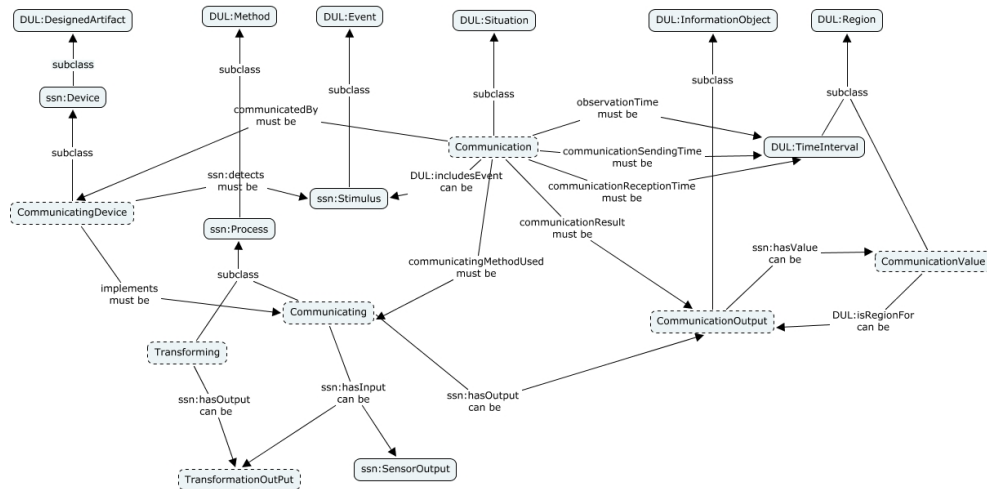 DUL:DesignedArtifact
DUL:Method
DUL:Event
DUL:Situation
DUL:InformationObject
DUL:Region
subclass
ssn:Device
subclass
subclass
subclass
subclass
subclass
communicatedBy
must be
observationTime
must be
subclass
Communication
communicationSendingTime
must be
DUL:TimeInterval
ssn:detects
must be
DUL:includesEvent
can be
communicationReceptionTime
must be
ssn:Stimulus
CommunicatingDevice
ssn:Process
communicationResult
must be
ssn:hasValue
can be
CommunicationValue
communicatingMethodUsed
must be
subclass
implements
must be
Communicating
CommunicationOutput
DUL:isRegionFor
can be
Transforming
ssn:hasOutput
can be
ssn:hasInput
can be
ssn:hasOutput
can be
TransformationOutPut
ssn:SensorOutput